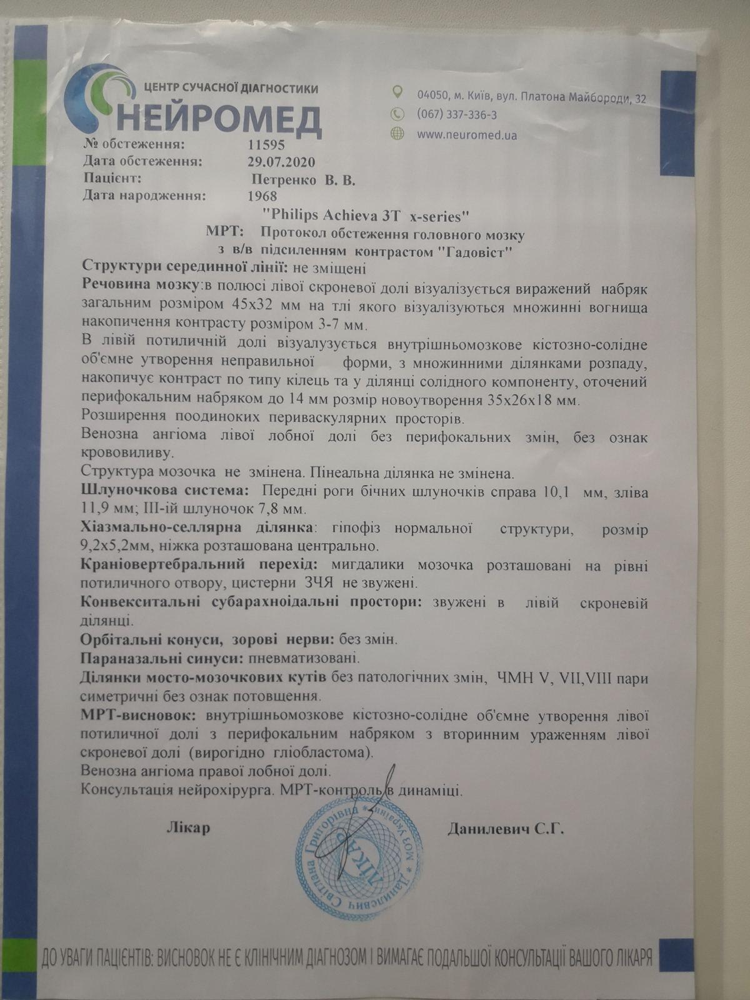 ЦЕНТР СУЧАСНОЇ ДІАГНОСТИКИ
НЕЙРОМЕД
04050, м. Київ, вул. Платона Майбороди, 32
(067) 337-336-3
www.neuromed.ua
№ обстеження: 11595
Дата обстеження: 29.07.2020
Пацієнт: Петренко В. В.
Дата народження: 1968
"Philips Achieva 3T x-series"
МРТ: Протокол обстеження головного мозку
з в/в підсиленням контрастом "Гадовіст"
Структури серединної лінії: не зміщені
Речовина мозку:в полюсі лівої скроневої долі візуалізується виражений набряк
загальним розміром 45х32 мм на тлі якого візуалізуються множинні вогнища
накопичення контрасту розміром 3-7 мм.
В лівій потиличній долі візуалузується внутрішньомозкове кістозно-солідне
об'ємне утворення неправильної форми, з множинними ділянками розпаду,
накопичує контраст по типу кілець та у ділянці солідного компоненту, оточений
перифокальним набряком до 14 мм розмір новоутворення 35х26х18 мм.
Розширення поодиноких периваскулярних просторів.
Венозна ангіома лівої лобної долі без перифокальних змін, без ознак
крововиливу.
Структура мозочка не змінена. Пінеальна ділянка не змінена.
Шлуночкова система: Передні роги бічних шлуночків справа 10,1 мм, зліва
11,9 мм; ІІІ-ій шлуночок 7,8 мм.
Хіазмально-селлярна ділянка: гіпофіз нормальної структури, розмір
9,2х5,2мм, ніжка розташована центрально.
Краніовертебральний перехід: мигдалики мозочка розташовані на рівні
потиличного отвору, цистерни ЗЧЯ не звужені.
Конвекситальні субарахноідальні простори: звужені в лівій скроневій
ділянці.
Орбітальні конуси, зорові нерви: без змін.
Параназальні синуси: пневматизовані.
Ділянки мосто-мозочкових кутів без патологічних змін, ЧМН V, VII,VIII пари
симетричні без ознак потовщення.
МРТ-висновок: внутрішньомозкове кістозно-солідне об'ємне утворення лівої
потиличної долі з перифокальним набряком з вторинним ураженням лівої
скроневої долі (вирогідно гліобластома).
Венозна ангіома правої лобної долі.
Консультація нейрохірурга. МРТ-контроль в динаміці.
Лікар Данилевич С.Г.
МОЗ України * Данилевич Світлана Григорівна *
ЛІКАР
ДО УВАГИ ПАЦІЄНТІВ: ВИСНОВОК НЕ Є КЛІНІЧНИМ ДІАГНОЗОМ І ВИМАГАЄ ПОДАЛЬШОЇ КОНСУЛЬТАЦІЇ ВАШОГО ЛІКАРЯ